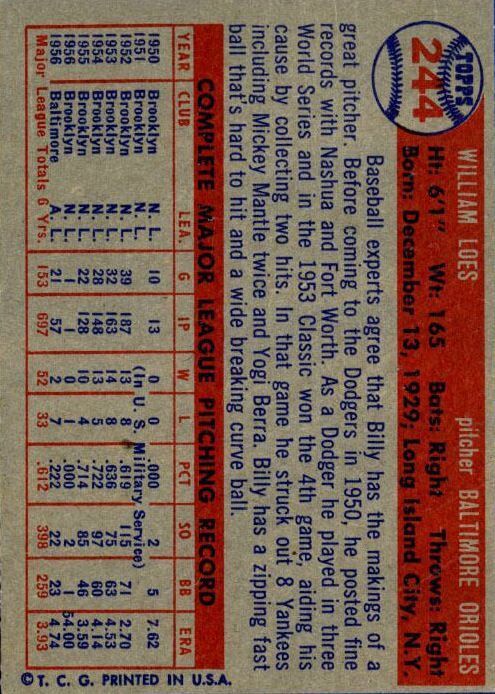 TOPPS
244
WILLIAM LOES pitcher BALTIMORE ORIOLES
Ht: 6'1" Wt: 165 Bats: Right Throws: Right
Born: December 13, 1929; Long Island City, N.Y.
Baseball experts agree that Billy has the makings of a
great pitcher. Before coming to the Dodgers in 1950, he posted fine
records with Nashua and Fort Worth. As a Dodger he played in three
World Series and in the 1953 Classic won the 4th game, aiding his
cause by collecting two hits. In that game he struck out 8 Yankees
including Mickey Mantle twice and Yogi Berra. Billy has a zipping fast
ball that's hard to hit and a wide breaking curve ball.
COMPLETE MAJOR LEAGUE PITCHING RECORD
YEAR CLUB LEA. G IP W L PCT SO BB ERA
1950 Brooklyn N. L. 10 13 0 0 .000 2 5 7.62
1951 Brooklyn (In U. S. Military Service)
1952 Brooklyn N. L. 39 187 13 8 .619 115 71 2.70
1953 Brooklyn N. L. 32 163 14 8 .636 75 53 4.53
1954 Brooklyn N. L. 28 148 13 5 .722 97 60 4.14
1955 Brooklyn N. L. 22 128 10 4 .714 85 46 3.59
1956 Brooklyn N. L. 1 1 0 1 .000 2 1 54.00
1956 Baltimore A. L. 21 57 2 7 .222 22 23 4.74
Major League Totals 6 Yrs. 153 697 52 33 .612 398 259 3.93
©T. C. G. PRINTED IN U.S.A.